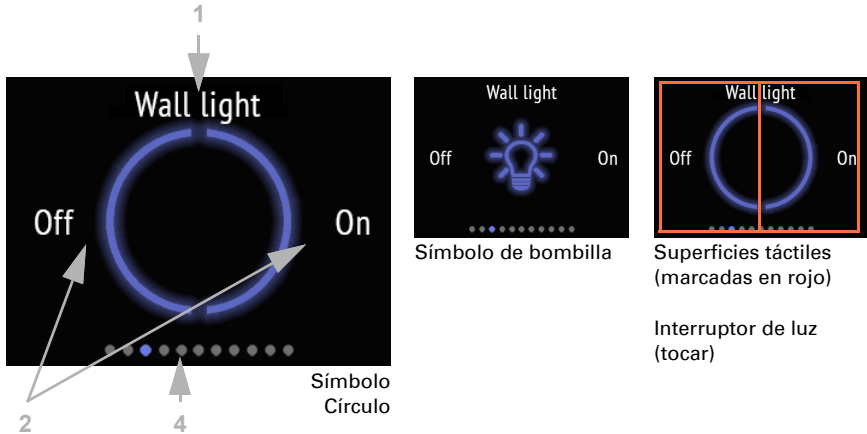 1
Wall light
Off
On
Símbolo
Círculo
2
4
Wall light
Off
On
Símbolo de bombilla
Wall light
Off
On
Superficies táctiles
(marcadas en rojo)
Interruptor de luz
(tocar)